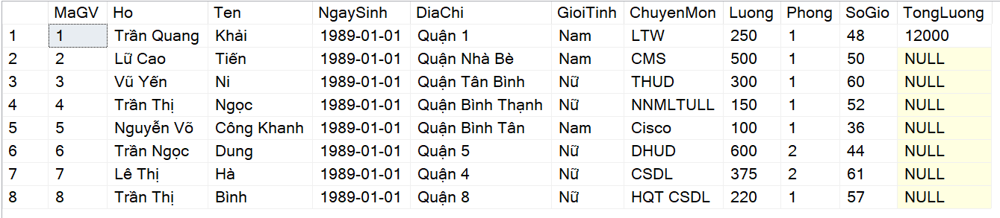 MaGV Ho Ten NgaySinh DiaChi GioiTinh ChuyenMon Luong Phong SoGio TongLuong
1 1 Trần Quang Khải 1989-01-01 Quận 1 Nam LTW 250 1 48 12000
2 2 Lữ Cao Tiến 1989-01-01 Quận Nhà Bè Nam CMS 500 1 50 NULL
3 3 Vũ Yến Ni 1989-01-01 Quận Tân Bình Nữ THUD 300 1 60 NULL
4 4 Trần Thị Ngọc 1989-01-01 Quận Bình Thạnh Nữ NNMLTULL 150 1 52 NULL
5 5 Nguyễn Võ Công Khanh 1989-01-01 Quận Bình Tân Nam Cisco 100 1 36 NULL
6 6 Trần Ngọc Dung 1989-01-01 Quận 5 Nữ DHUD 600 2 44 NULL
7 7 Lê Thị Hà 1989-01-01 Quận 4 Nữ CSDL 375 2 61 NULL
8 8 Trần Thị Bình 1989-01-01 Quận 8 Nữ HQT CSDL 220 1 57 NULL